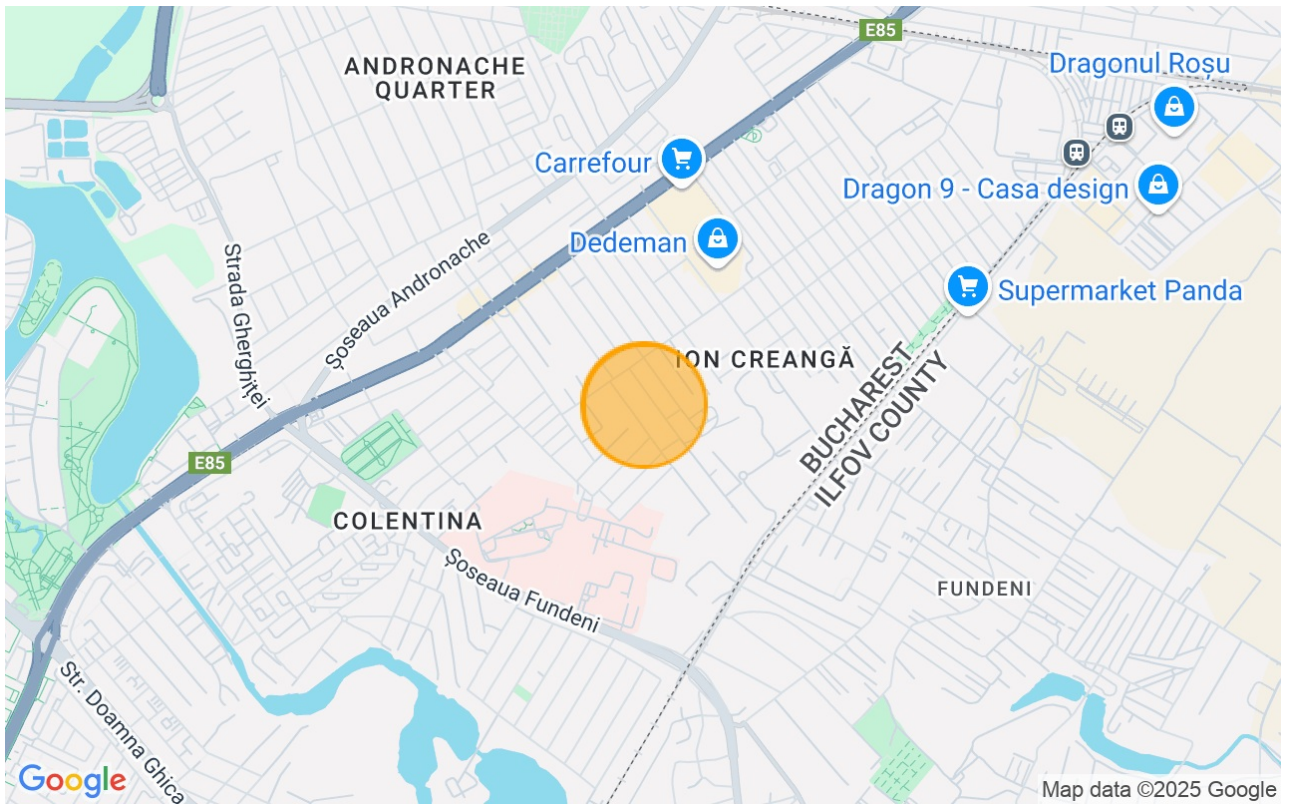 E85
Dragonul Roșu
ANDRONACHE
QUARTER
Carrefour
Dragon 9 - Casa design
Dedeman
Șoseaua Andronache
Strada Gherghiței
Supermarket Panda
ION CREANGĂ
BUCHAREST
ILFOV COUNTY
E85
COLENTINA
Șoseaua Fundeni
FUNDENI
Str. Doamna Ghica
Google
Map data ©2025 Google